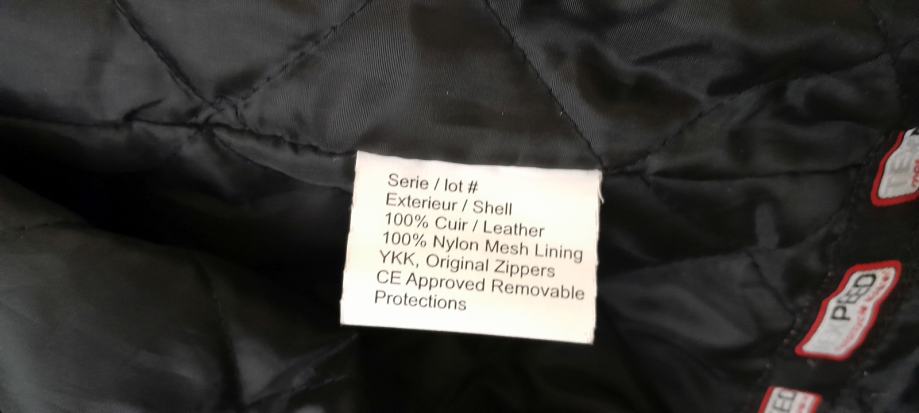 Serie / lot #
Exterieur / Shell
100% Cuir / Leather
100% Nylon Mesh Lining
YKK, Original Zippers
CE Approved Removable
Protections